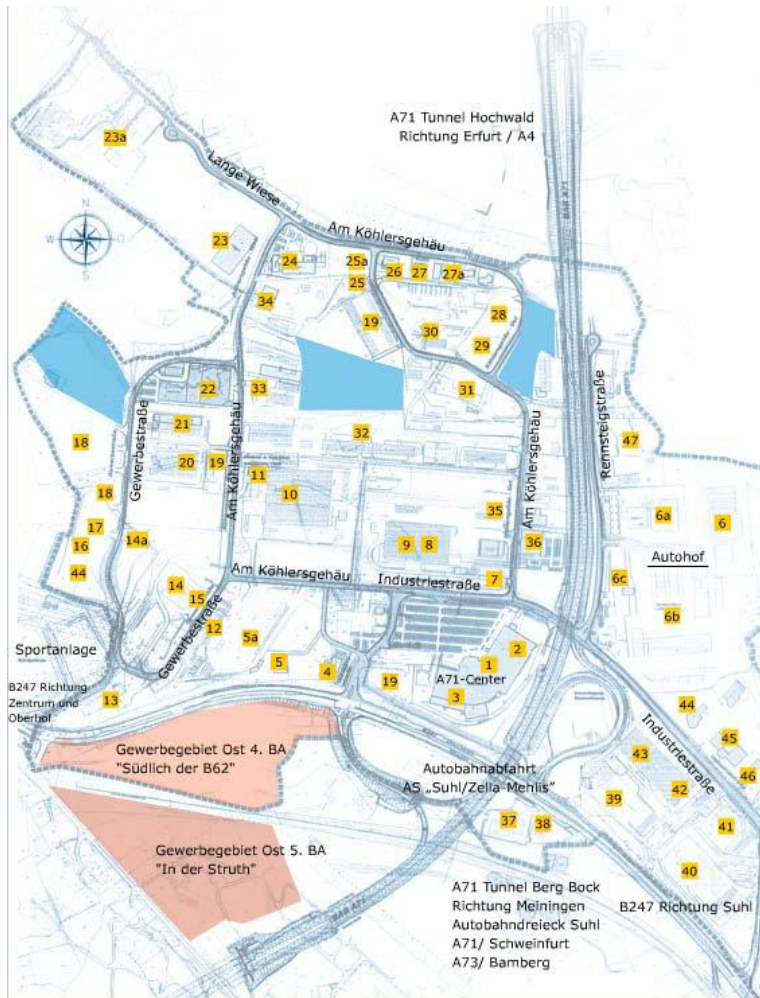 A71 Tunnel Hochwald
Richtung Erfurt / A4
23a
Lange Wiese
BAB A71
N
W O
S
23
Am Köhlersgehäu
24
25a
25
26
27
27a
34
19
28
30
29
22
33
31
Gewerbestraße
21
32
Rennsteigstraße
47
18
20
19
Am Köhlersgehäu
11
10
Am Köhlersgehäu
18
17
16
14a
44
35
9
8
36
6a
6
Autohof
14
15
Am Köhlersgehäu
Industriestraße
7
6c
6b
Gewerbestraße
12
5a
5
4
2
1
Sportanlage
19
A71-Center
3
B247 Richtung
Zentrum und
Oberhof
13
44
45
Industriestraße
46
43
42
39
41
40
Gewerbegebiet Ost 4. BA
"Südlich der B62"
Autobahnabfahrt
AS „Suhl/Zella-Mehlis"
37
38
Gewerbegebiet Ost 5. BA
"In der Struth"
A71 Tunnel Berg Bock
Richtung Meiningen
Autobahndreieck Suhl
A71/ Schweinfurt
A73/ Bamberg
B247 Richtung Suhl
BAB A71